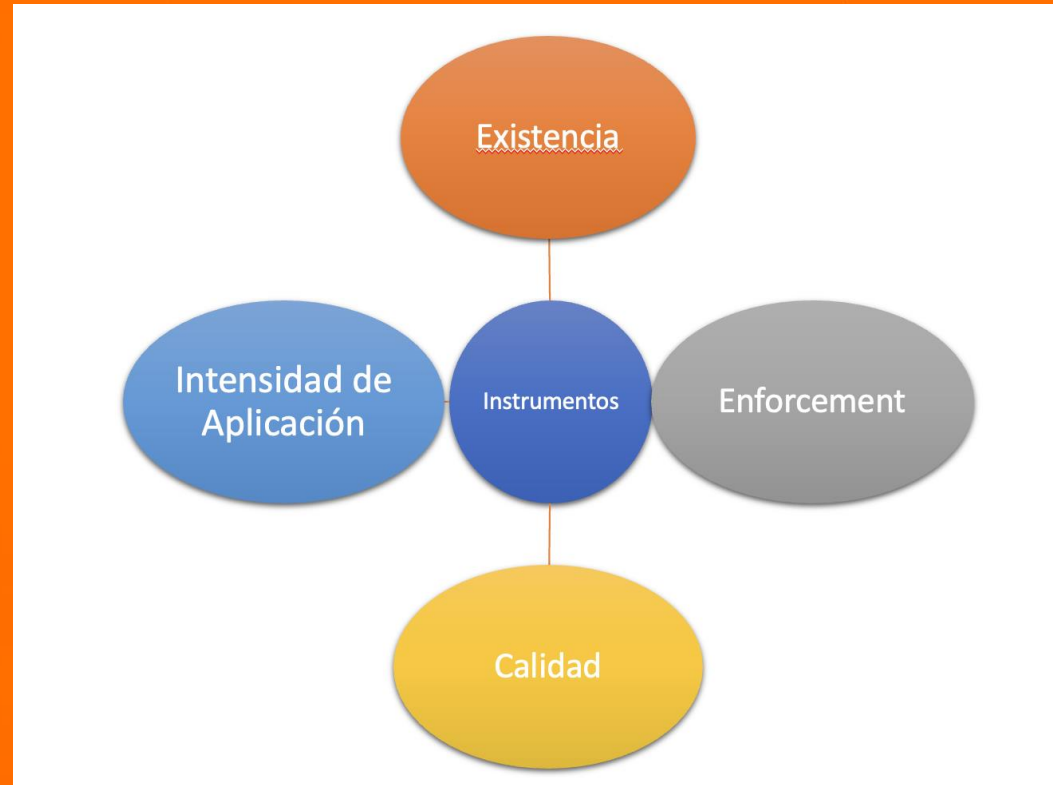 Existencia
Intensidad de
Aplicación
Instrumentos
Enforcement
Calidad